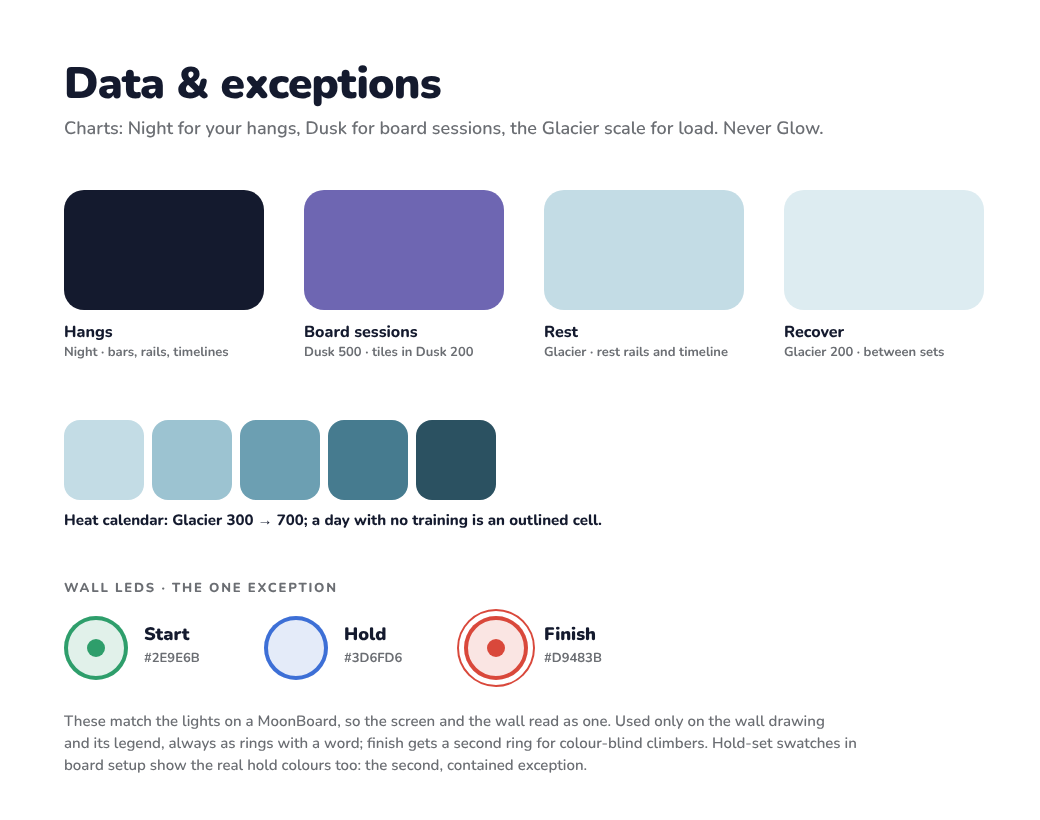 Data & exceptions
Charts: Night for your hangs, Dusk for board sessions, the Glacier scale for load. Never Glow.
Hangs
Night · bars, rails, timelines
Board sessions
Dusk 500 · tiles in Dusk 200
Rest
Glacier · rest rails and timeline
Recover
Glacier 200 · between sets
Heat calendar: Glacier 300 → 700; a day with no training is an outlined cell.
WALL LEDS · THE ONE EXCEPTION
Start
#2E9E6B
Hold
#3D6FD6
Finish
#D9483B
These match the lights on a MoonBoard, so the screen and the wall read as one. Used only on the wall drawing
and its legend, always as rings with a word; finish gets a second ring for colour-blind climbers. Hold-set swatches in
board setup show the real hold colours too: the second, contained exception.